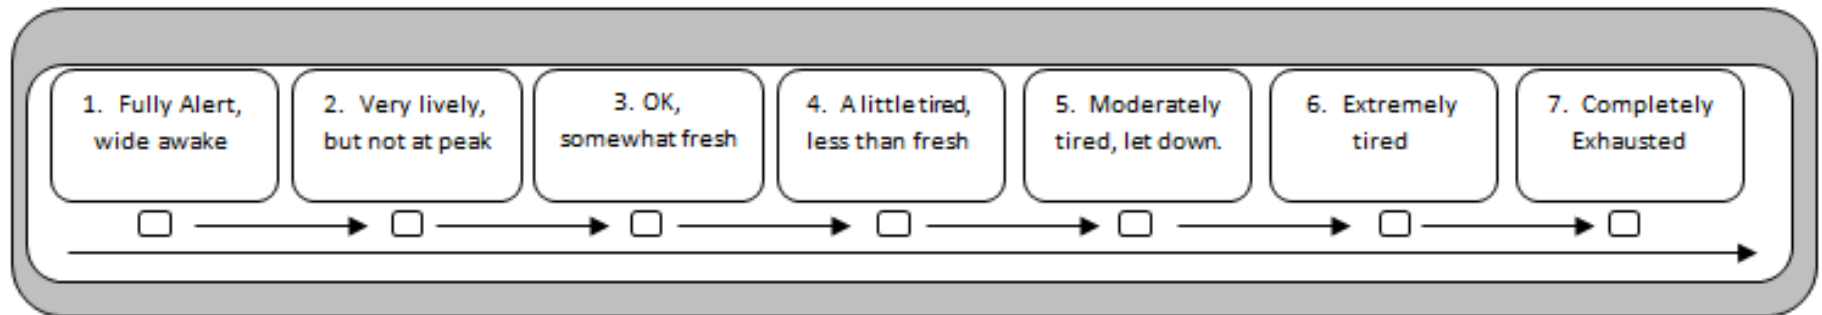 1. Fully Alert,
wide awake
2. Very lively,
but not at peak
3. OK,
somewhat fresh
4. A little tired,
less than fresh
5. Moderately
tired, let down.
6. Extremely
tired
7. Completely
Exhausted